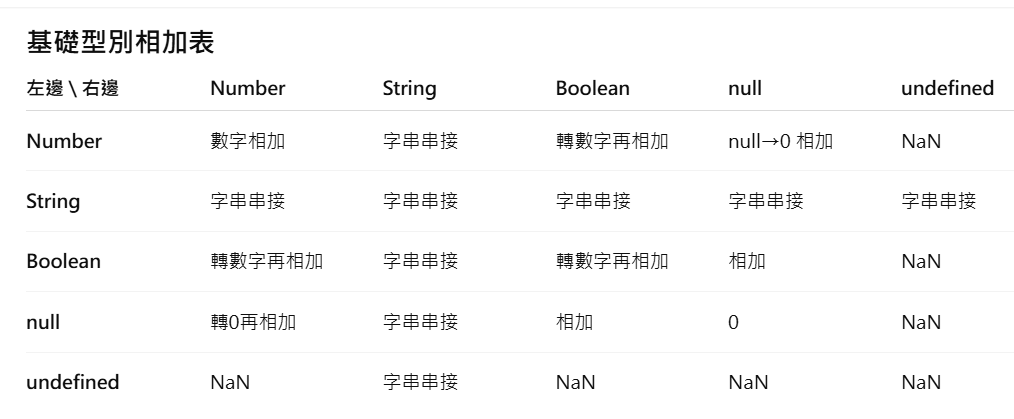 基礎型別相加表
左邊 \ 右邊 Number String Boolean null undefined
Number 數字相加 字串串接 轉數字再相加 null→0 相加 NaN
String 字串串接 字串串接 字串串接 字串串接 字串串接
Boolean 轉數字再相加 字串串接 轉數字再相加 相加 NaN
null 轉0再相加 字串串接 相加 0 NaN
undefined NaN 字串串接 NaN NaN NaN